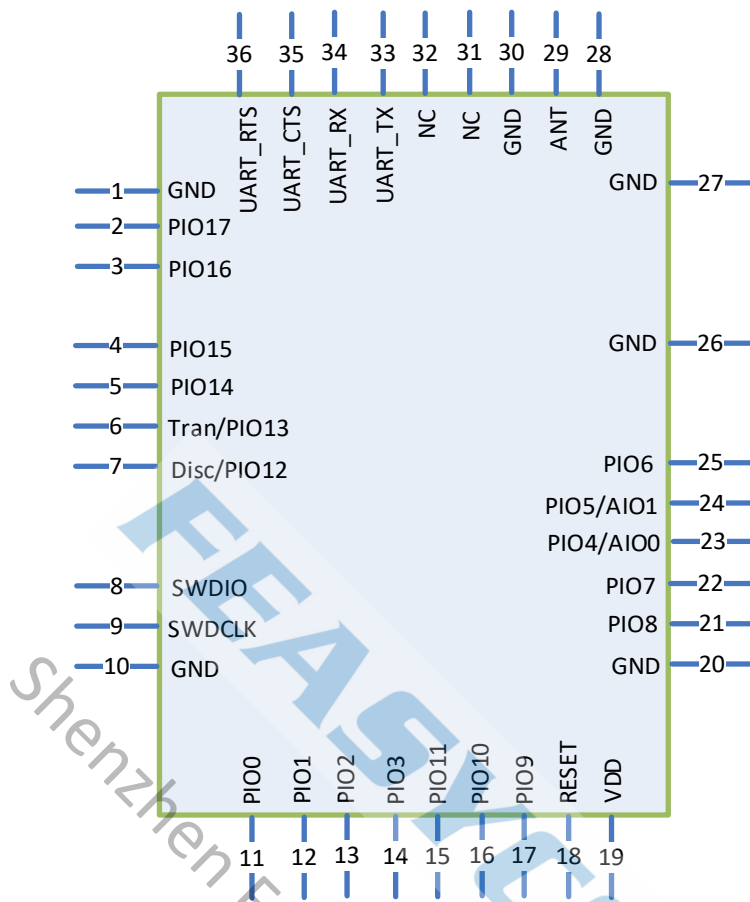 36 35 34 33 32 31 30 29 28
UART_RTS
UART_CTS
UART_RX
UART_TX
NC
NC
GND
ANT
GND
1 GND
2 PIO17
3 PIO16
4 PIO15
5 PIO14
6 Tran/PIO13
7 Disc/PIO12
8 SWDIO
9 SWDCLK
10 GND
GND 27
GND 26
PIO6 25
PIO5/AIO1 24
PIO4/AIO0 23
PIO7 22
PIO8 21
GND 20
PIO0
PIO1
PIO2
PIO3
PIO11
PIO10
PIO9
RESET
VDD
11 12 13 14 15 16 17 18 19
Shenzhen